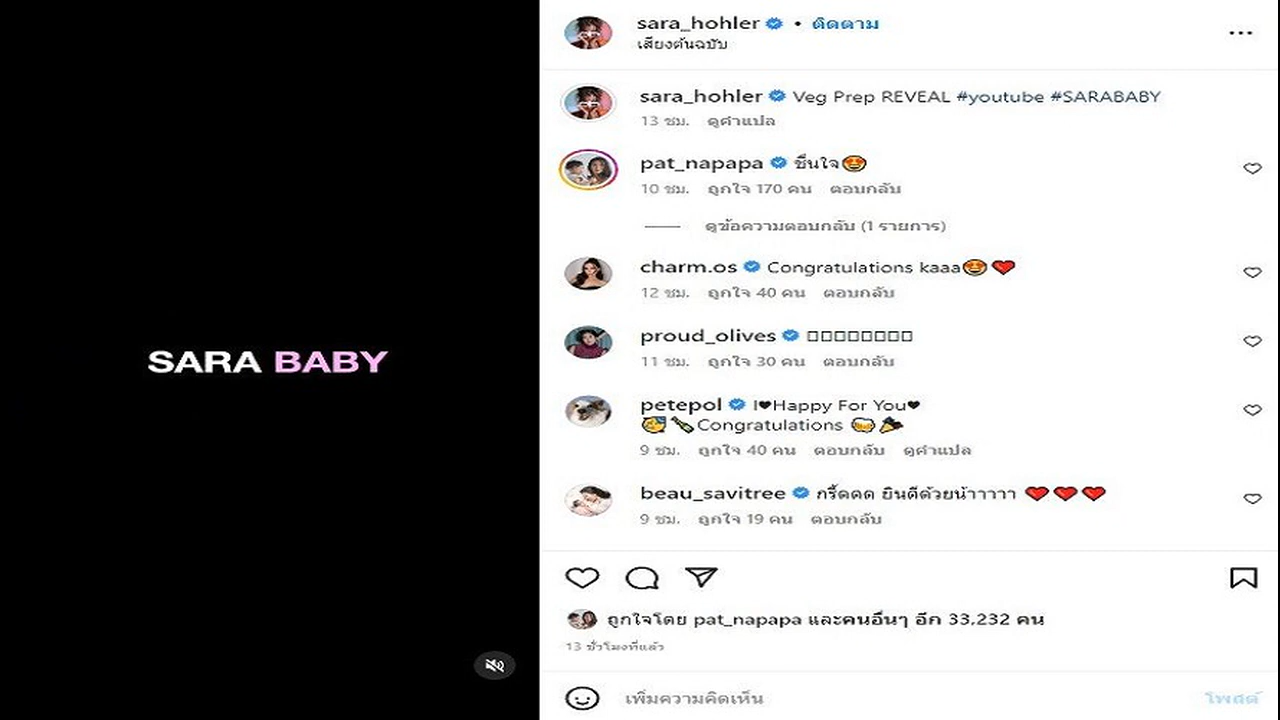 SARA BABY
sara_hohler • ติดตาม
เสียงต้นฉบับ
sara_hohler Veg Prep REVEAL #youtube #SARABABY
13 ชม. ดูคำแปล
pat_napapa ชื่นใจ🤩
10 ชม. ถูกใจ 170 คน ตอบกลับ
ดูข้อความตอบกลับ (1 รายการ)
charm.os Congratulations kaaa🤩❤️
12 ชม. ถูกใจ 40 คน ตอบกลับ
proud_olives
11 ชม. ถูกใจ 30 คน ตอบกลับ
petepol I❤Happy For You❤
🥳🍾Congratulations 🍻🎉
9 ชม. ถูกใจ 40 คน ตอบกลับ ดูคำแปล
beau_savitree กรี้ดดด ยินดีด้วยน้าาาาา ❤️❤️❤️
9 ชม. ถูกใจ 19 คน ตอบกลับ
ถูกใจโดย pat_napapa และคนอื่นๆ อีก 33,232 คน
13 ชั่วโมงที่แล้ว
เพิ่มความคิดเห็น
โพสต์